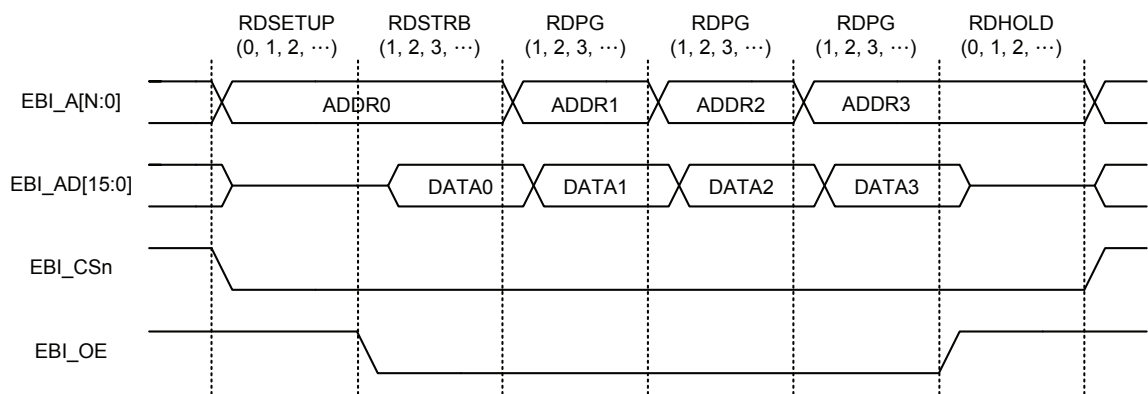 RDSETUP RDSTRB RDPG RDPG RDPG RDHOLD
(0, 1, 2, ⋯) (1, 2, 3, ⋯) (1, 2, 3, ⋯) (1, 2, 3, ⋯) (1, 2, 3, ⋯) (0, 1, 2, ⋯)
EBI_A[N:0] ADDR0 ADDR1 ADDR2 ADDR3
EBI_AD[15:0] DATA0 DATA1 DATA2 DATA3
EBI_CSn
EBI_OE